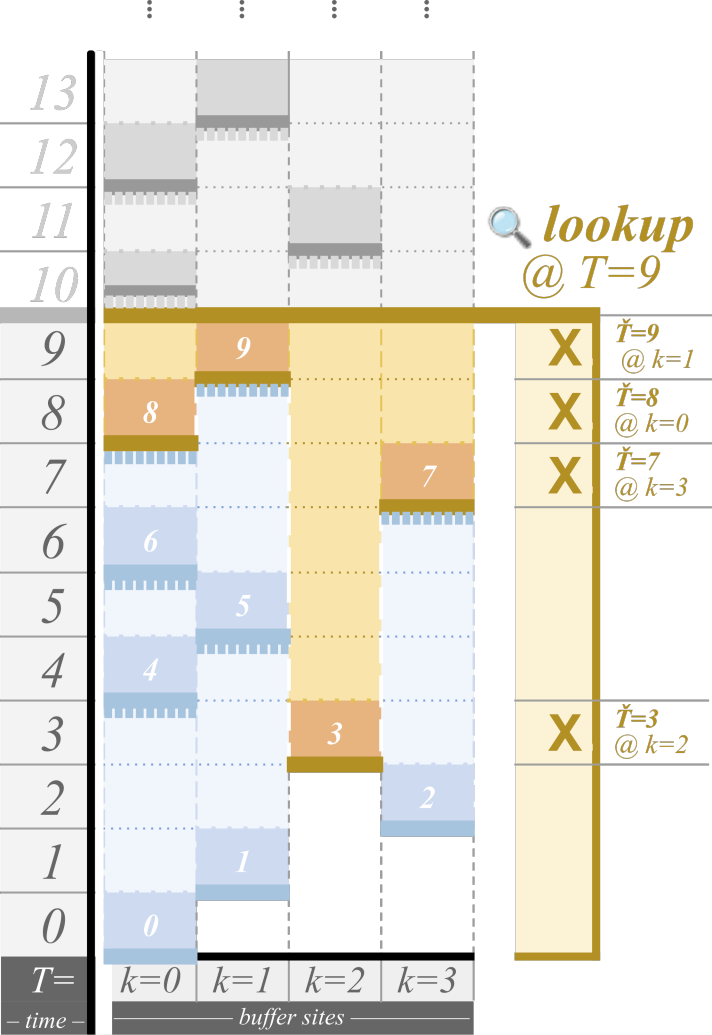 13
12
11
10
lookup
@ T=9
9
9
X
Ť=9
@ k=1
8
8
X
Ť=8
@ k=0
7
7
X
Ť=7
@ k=3
6
6
5
5
4
4
3
3
X
Ť=3
@ k=2
2
2
1
1
0
0
T= k=0 k=1 k=2 k=3
– time – buffer sites